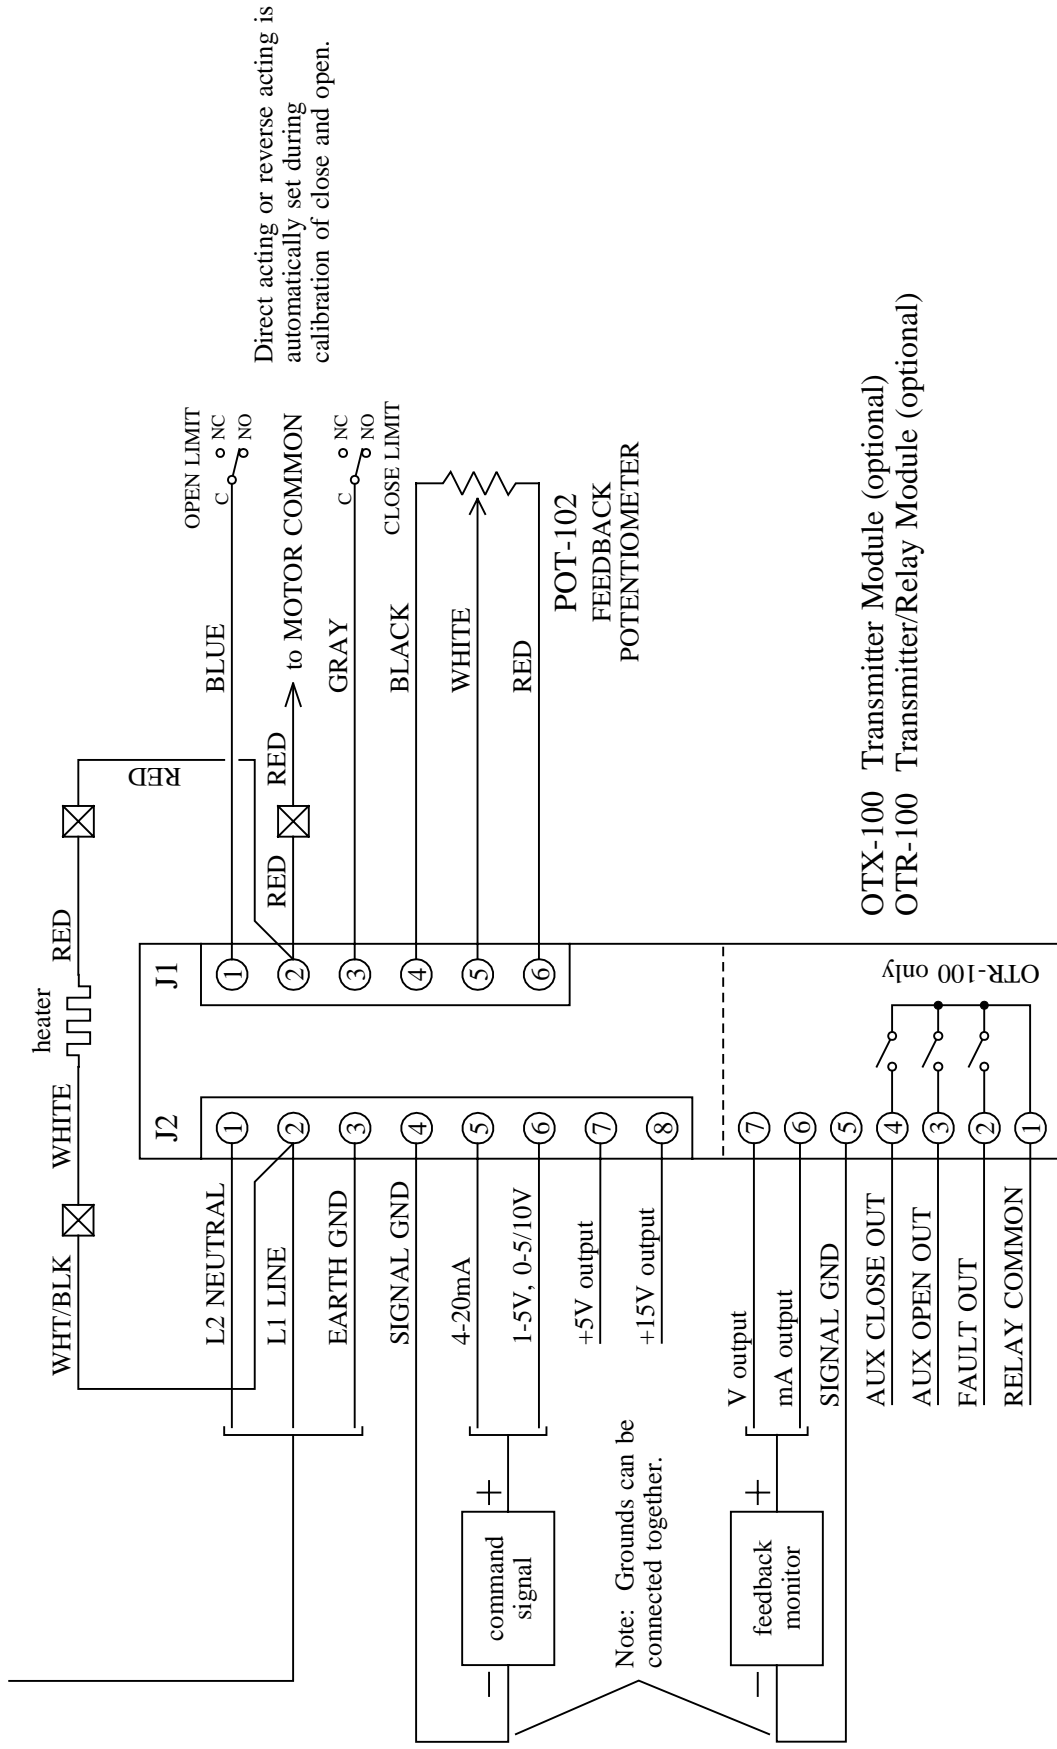 heater
WHT/BLK
WHITE
RED
RED
J2
J1
L2 NEUTRAL
1
1
BLUE
OPEN LIMIT
C
NC
NO
L1 LINE
2
2
RED
RED
to MOTOR COMMON
EARTH GND
3
3
GRAY
C
NC
NO
CLOSE LIMIT
SIGNAL GND
4
4
BLACK
4-20mA
5
5
WHITE
1-5V, 0-5/10V
6
6
RED
+5V output
7
+15V output
8
POT-102
FEEDBACK
POTENTIOMETER
Direct acting or reverse acting is
automatically set during
calibration of close and open.
command
signal
+
−
Note: Grounds can be
connected together.
feedback
monitor
+
−
V output
7
mA output
6
SIGNAL GND
5
AUX CLOSE OUT
4
AUX OPEN OUT
3
FAULT OUT
2
RELAY COMMON
1
OTR-100 only
OTX-100 Transmitter Module (optional)
OTR-100 Transmitter/Relay Module (optional)